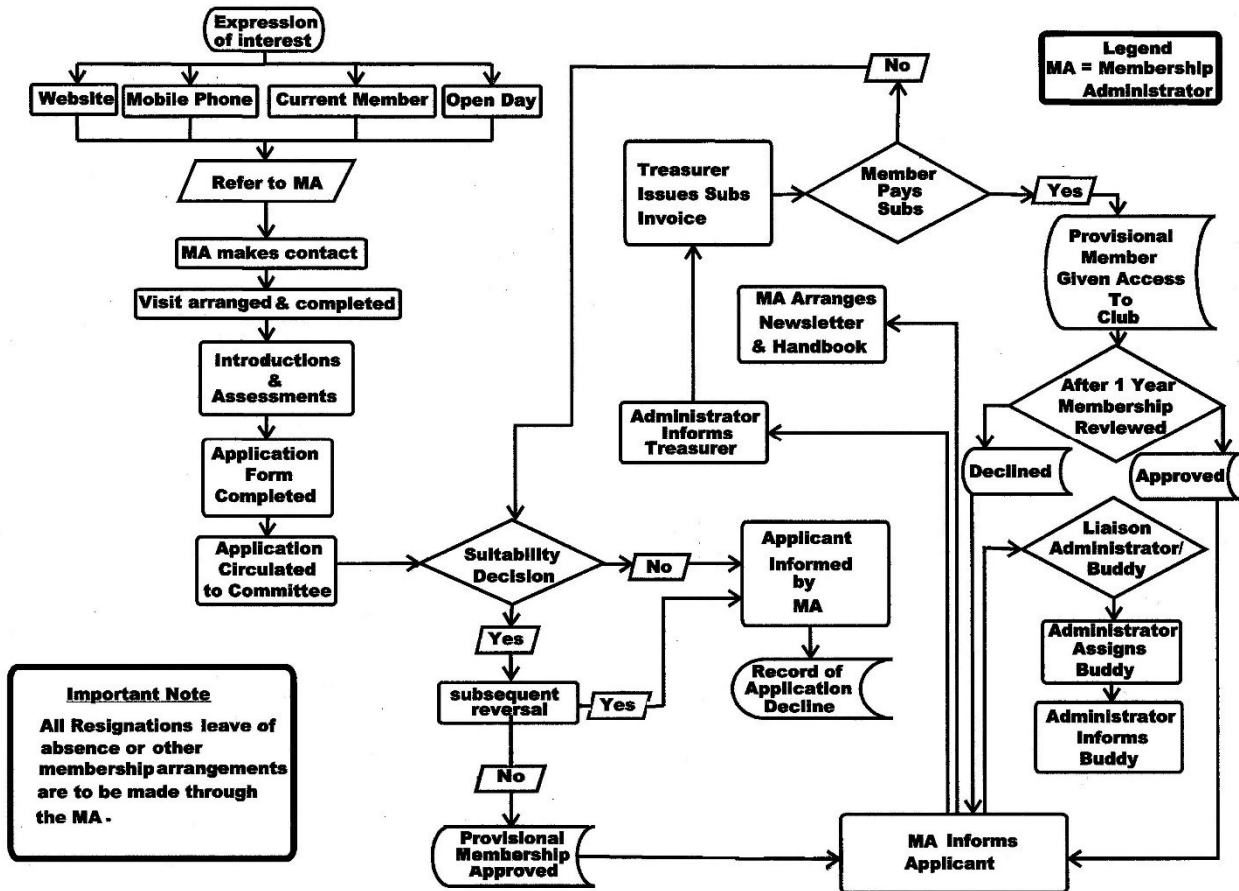 Expression
of interest
Website
Mobile Phone
Current Member
Open Day
Refer to MA
MA makes contact
Visit arranged & completed
Introductions
&
Assessments
Application
Form
Completed
Application
Circulated
to Committee
Suitability
Decision
No
Yes
subsequent
reversal
Yes
No
Provisional
Membership
Approved
Applicant
Informed
by
MA
Record of
Application
Decline
MA Informs
Applicant
Administrator
Informs
Treasurer
Treasurer
Issues Subs
Invoice
Member
Pays
Subs
No
Yes
MA Arranges
Newsletter
& Handbook
Provisional
Member
Given Access
To
Club
After 1 Year
Membership
Reviewed
Declined
Approved
Liaison
Administrator/
Buddy
Administrator
Assigns
Buddy
Administrator
Informs
Buddy
Legend
MA = Membership
Administrator
Important Note
All Resignations leave of
absence or other
membership arrangements
are to be made through
the MA.